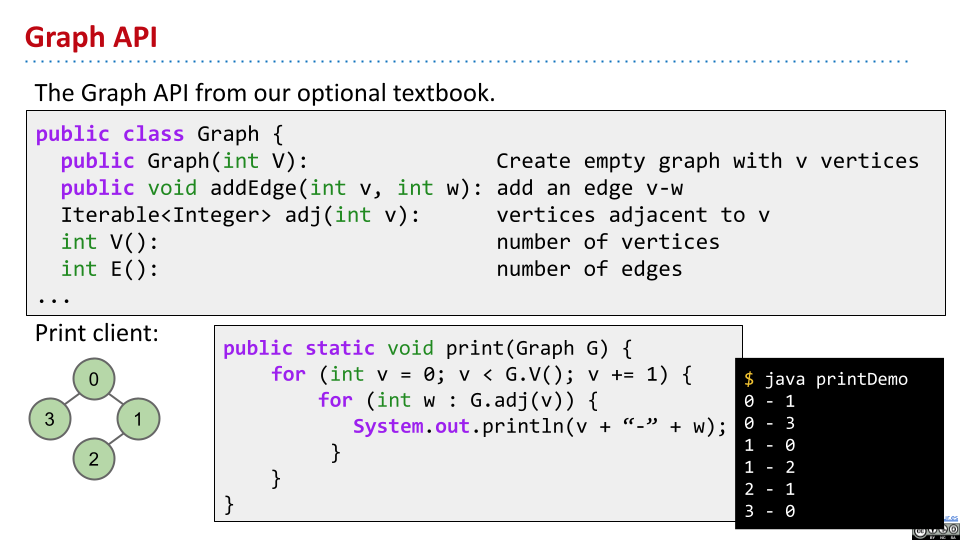 Graph API
The Graph API from our optional textbook.
public class Graph {
  public Graph(int V):               Create empty graph with v vertices
  public void addEdge(int v, int w): add an edge v-w
  Iterable<Integer> adj(int v):      vertices adjacent to v
  int V():                           number of vertices
  int E():                           number of edges
...
Print client:
0
3
1
2
public static void print(Graph G) {
    for (int v = 0; v < G.V(); v += 1) {
        for (int w : G.adj(v)) {
           System.out.println(v + “-” + w);
         }
    }
}
$ java printDemo
0 - 1
0 - 3
1 - 0
1 - 2
2 - 1
3 - 0
BY NC SA